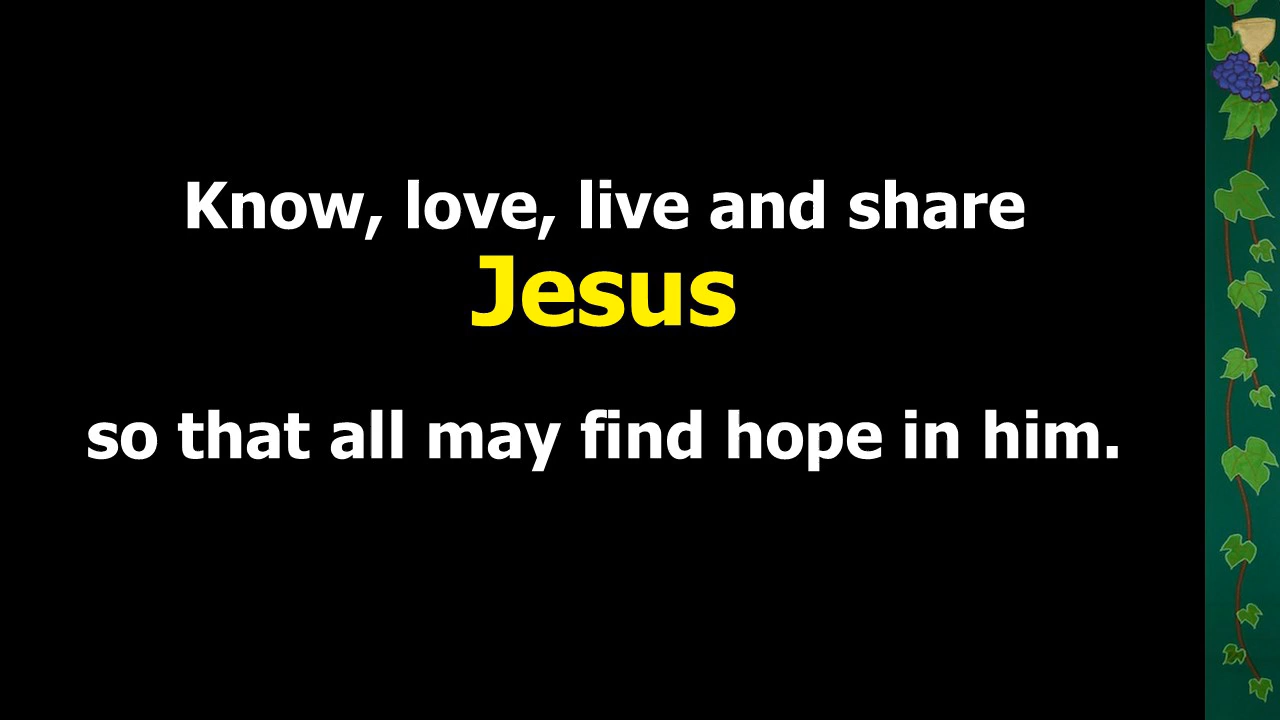 Know, love, live and share
Jesus
so that all may find hope in him.